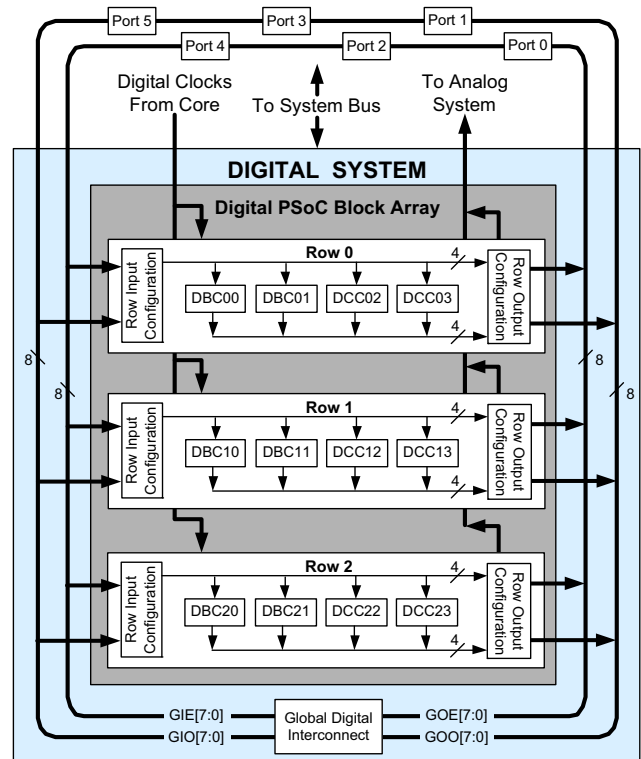 Port 5
Port 3
Port 1
Port 4
Port 2
Port 0
Digital Clocks
From Core
To System Bus
To Analog
System
DIGITAL SYSTEM
Digital PSoC Block Array
Row 0
Row Input
Configuration
DBC00
DBC01
DCC02
DCC03
4
4
Row Output
Configuration
8
8
8
8
Row 1
Row Input
Configuration
DBC10
DBC11
DCC12
DCC13
4
4
Row Output
Configuration
Row 2
Row Input
Configuration
DBC20
DBC21
DCC22
DCC23
4
4
Row Output
Configuration
GIE[7:0]
GIO[7:0]
Global Digital
Interconnect
GOE[7:0]
GOO[7:0]